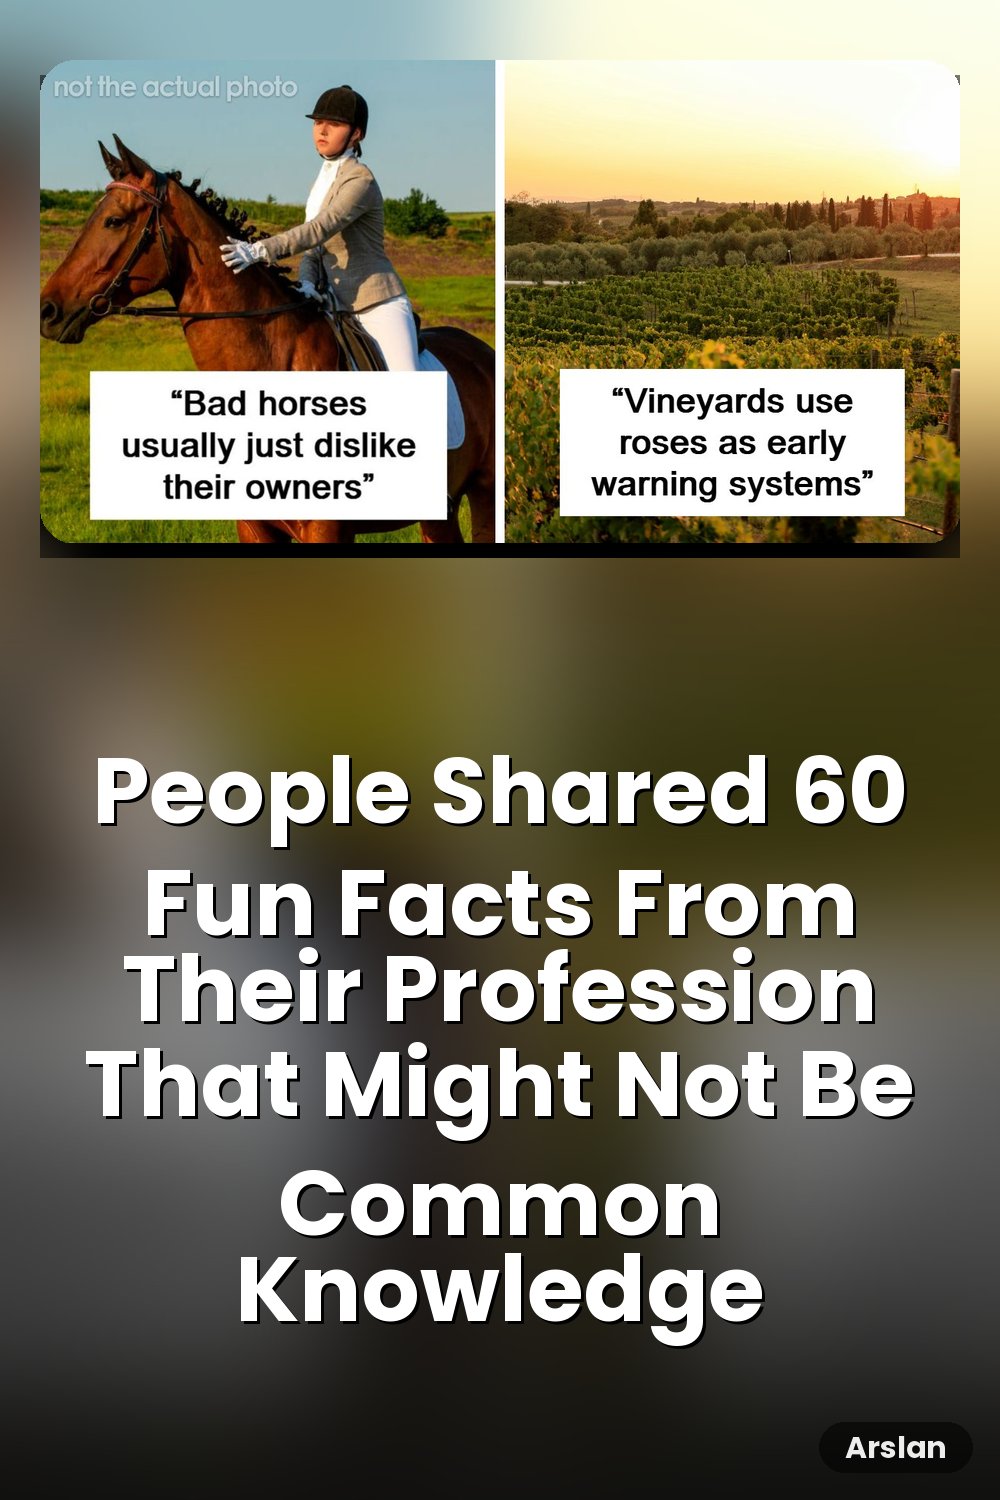 not the actual photo
“Bad horses
usually just dislike
their owners”
“Vineyards use
roses as early
warning systems”
People Shared 60
Fun Facts From
Their Profession
That Might Not Be
Common
Knowledge
Arslan